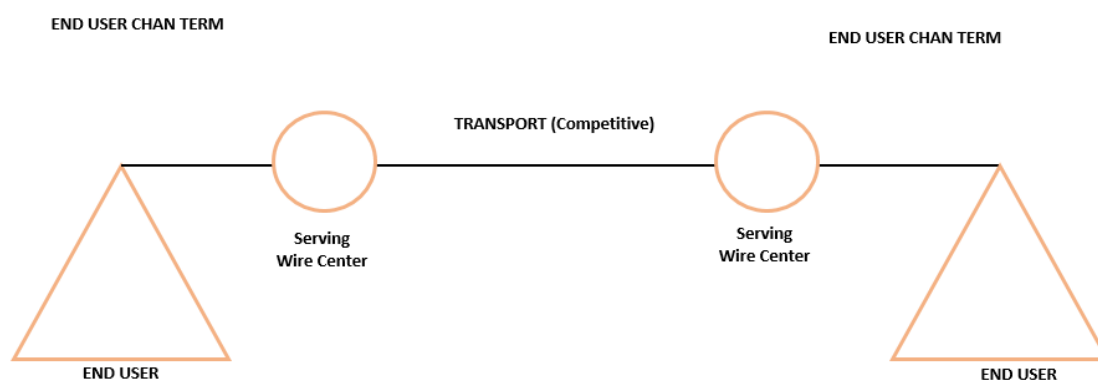 END USER CHAN TERM
END USER CHAN TERM
TRANSPORT (Competitive)
Serving
Wire Center
Serving
Wire Center
END USER
END USER